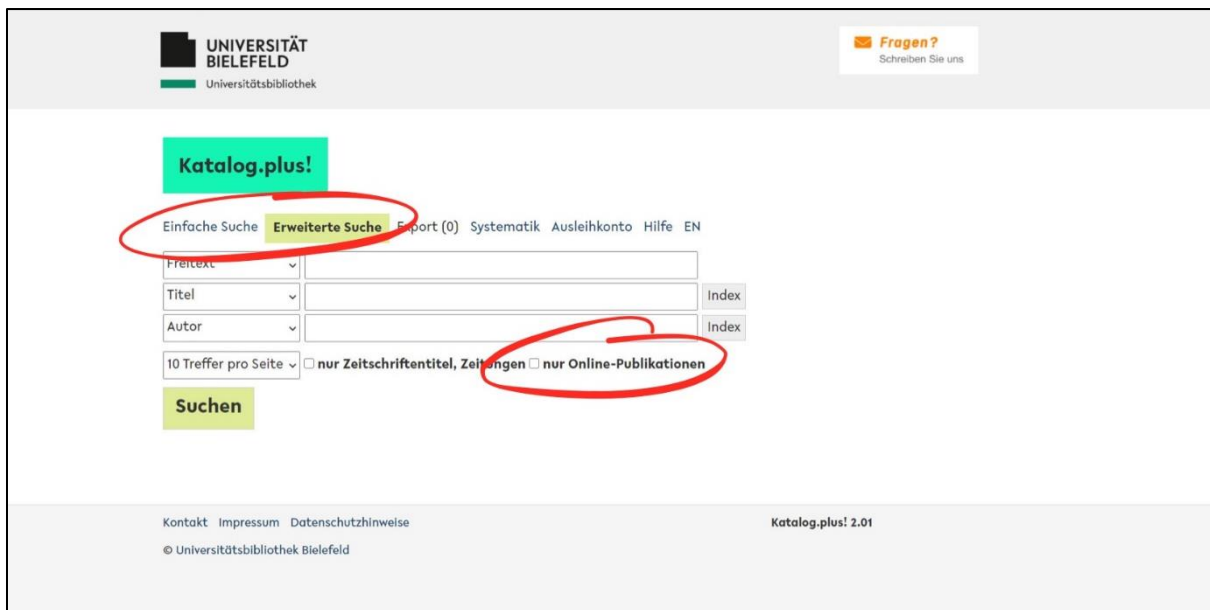 UNIVERSITÄT
BIELEFELD
Universitätsbibliothek
Fragen?
Schreiben Sie uns
Katalog.plus!
Einfache Suche Erweiterte Suche Export (0) Systematik Ausleihkonto Hilfe EN
Freitext
Titel Index
Autor Index
10 Treffer pro Seite nur Zeitschriftentitel, Zeitungen nur Online-Publikationen
Suchen
Kontakt Impressum Datenschutzhinweise Katalog.plus! 2.01
© Universitätsbibliothek Bielefeld